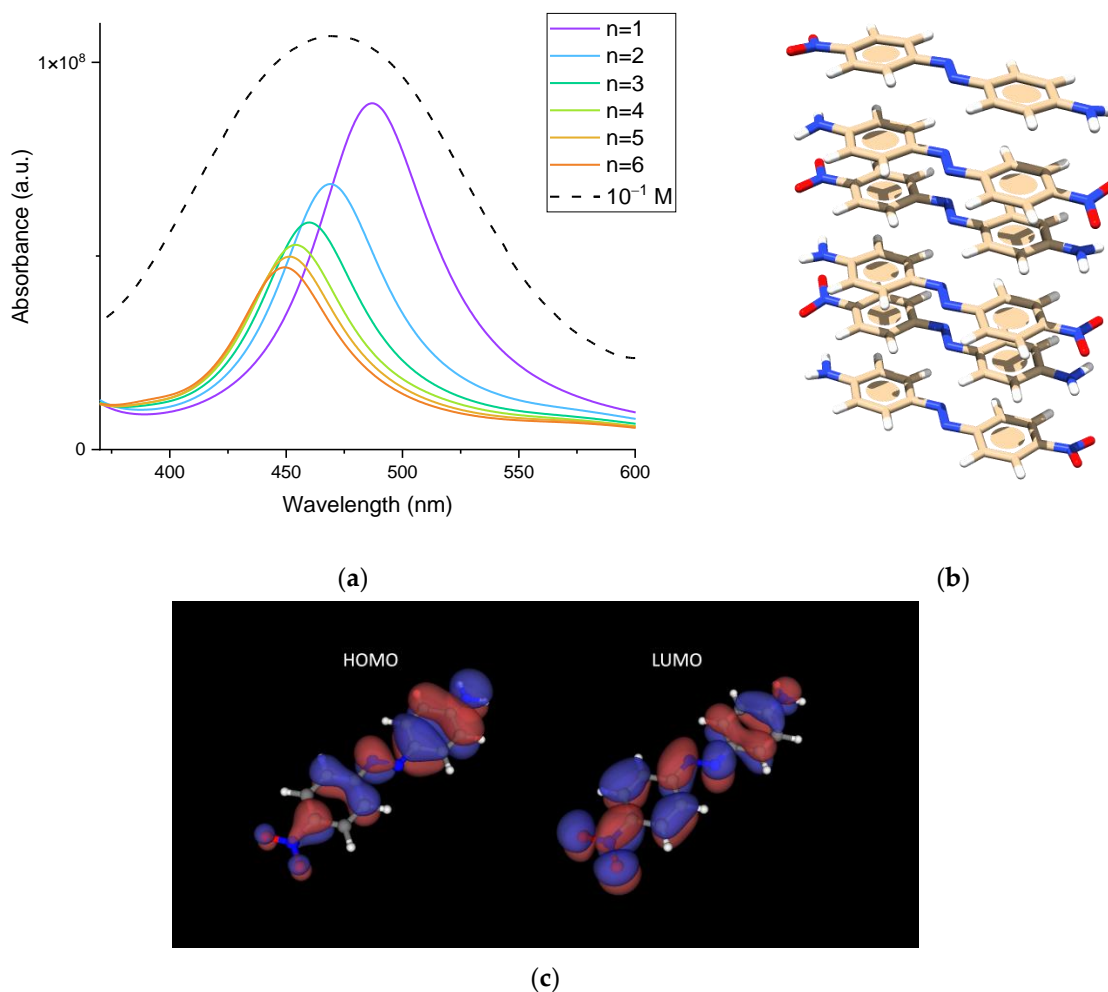 1×10⁸
0
Absorbance (a.u.)
400 450 500 550 600
Wavelength (nm)
n=1
n=2
n=3
n=4
n=5
n=6
10⁻¹ M
(a)
(b)
HOMO LUMO
(c)